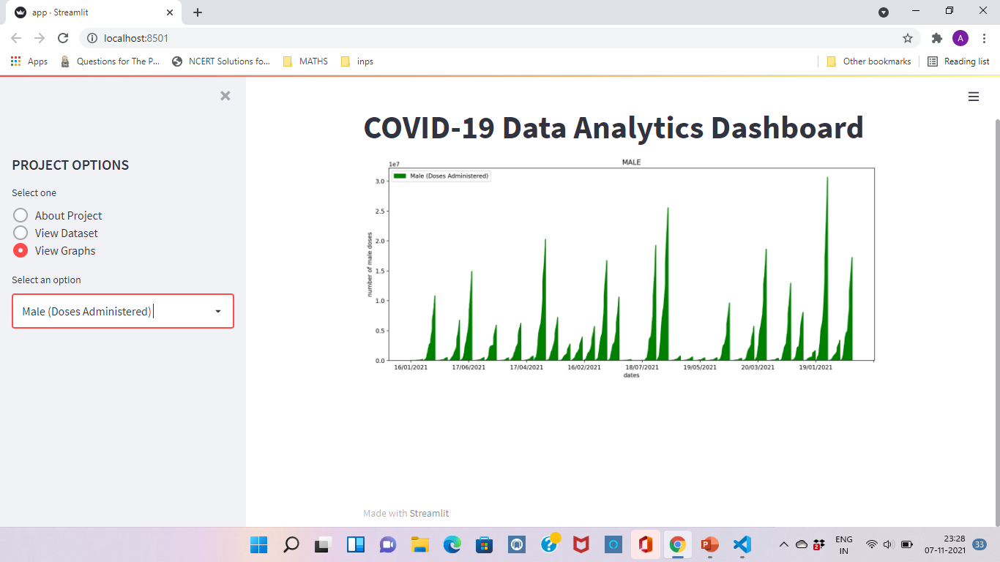 app · Streamlit
localhost:8501
Apps
Questions for The P...
NCERT Solutions fo...
MATHS
inps
Other bookmarks
Reading list
A
PROJECT OPTIONS
Select one
About Project
View Dataset
View Graphs
Select an option
Male (Doses Administered)
COVID-19 Data Analytics Dashboard
1e7
MALE
Male (Doses Administered)
3.0
2.5
2.0
1.5
1.0
0.5
0.0
number of male doses
16/01/2021 17/06/2021 17/04/2021 16/02/2021 18/07/2021 19/05/2021 20/03/2021 19/01/2021
dates
Made with Streamlit
2
ENG
IN
23:28
07-11-2021
33